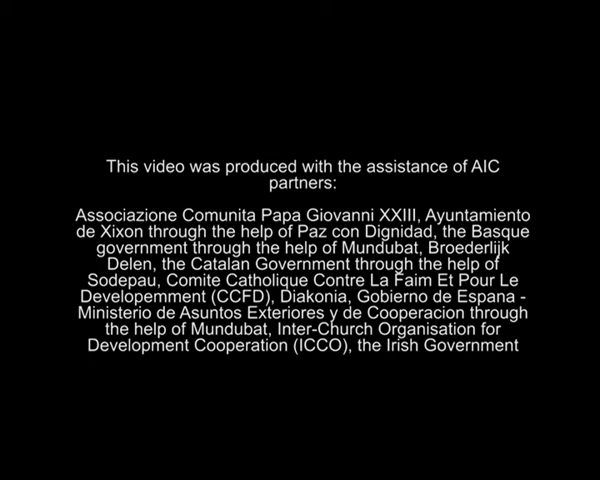 This video was produced with the assistance of AIC
partners:
Associazione Comunita Papa Giovanni XXIII, Ayuntamiento
de Xixon through the help of Paz con Dignidad, the Basque
government through the help of Mundubat, Broederlijk
Delen, the Catalan Government through the help of
Sodepau, Comite Catholique Contre La Faim Et Pour Le
Developemment (CCFD), Diakonia, Gobierno de Espana -
Ministerio de Asuntos Exteriores y de Cooperacion through
the help of Mundubat, Inter-Church Organisation for
Development Cooperation (ICCO), the Irish Government